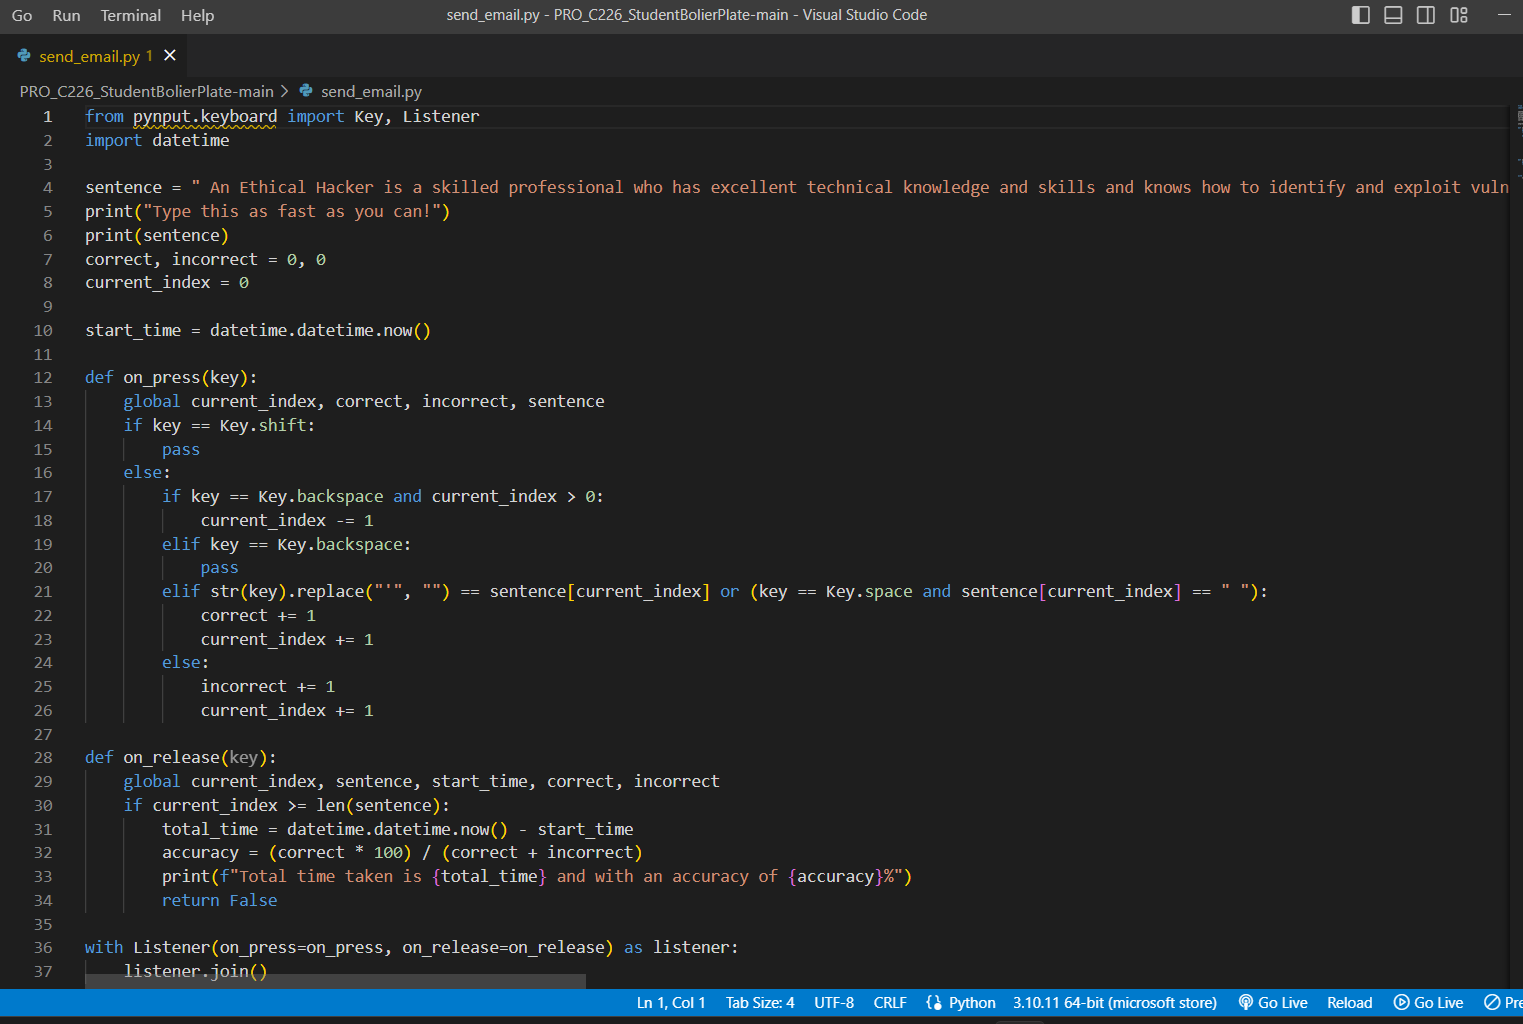 Go Run Terminal Help send_email.py - PRO_C226_StudentBolierPlate-main - Visual Studio Code
send_email.py 1
PRO_C226_StudentBolierPlate-main > send_email.py
1 from pynput.keyboard import Key, Listener
2 import datetime
3
4 sentence = " An Ethical Hacker is a skilled professional who has excellent technical knowledge and skills and knows how to identify and exploit vuln
5 print("Type this as fast as you can!")
6 print(sentence)
7 correct, incorrect = 0, 0
8 current_index = 0
9
10 start_time = datetime.datetime.now()
11
12 def on_press(key):
13     global current_index, correct, incorrect, sentence
14     if key == Key.shift:
15         pass
16     else:
17         if key == Key.backspace and current_index > 0:
18             current_index -= 1
19         elif key == Key.backspace:
20             pass
21         elif str(key).replace("'", "") == sentence[current_index] or (key == Key.space and sentence[current_index] == " "):
22             correct += 1
23             current_index += 1
24         else:
25             incorrect += 1
26             current_index += 1
27
28 def on_release(key):
29     global current_index, sentence, start_time, correct, incorrect
30     if current_index >= len(sentence):
31         total_time = datetime.datetime.now() - start_time
32         accuracy = (correct * 100) / (correct + incorrect)
33         print(f"Total time taken is {total_time} and with an accuracy of {accuracy}%")
34         return False
35
36 with Listener(on_press=on_press, on_release=on_release) as listener:
37     listener.join()
Ln 1, Col 1 Tab Size: 4 UTF-8 CRLF Python 3.10.11 64-bit (microsoft store) Go Live Reload Go Live Pre